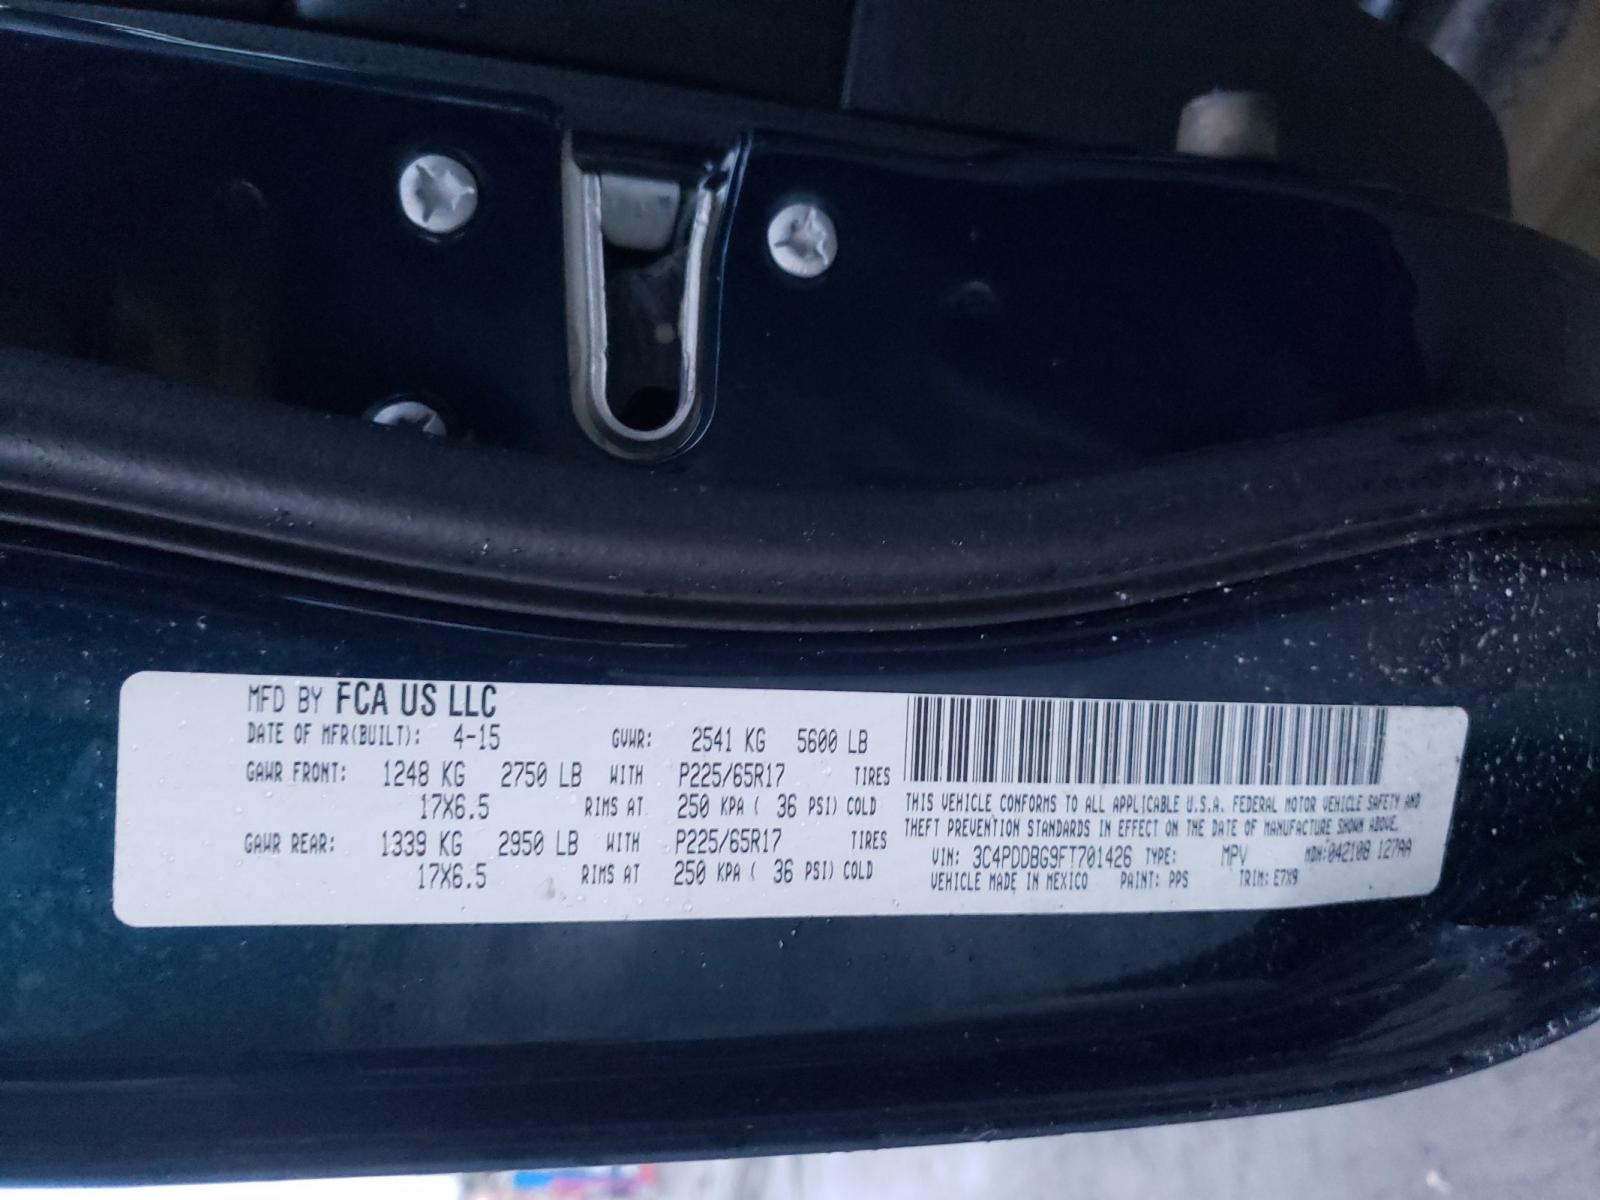 MFD BY FCA US LLC
DATE OF MFR(BUILT): 4-15 GVWR: 2541 KG 5600 LB
GAWR FRONT: 1248 KG 2750 LB WITH P225/65R17 TIRES
17X6.5 RIMS AT 250 KPA ( 36 PSI) COLD
GAWR REAR: 1339 KG 2950 LB WITH P225/65R17 TIRES
17X6.5 RIMS AT 250 KPA ( 36 PSI) COLD
THIS VEHICLE CONFORMS TO ALL APPLICABLE U.S.A. FEDERAL MOTOR VEHICLE SAFETY AND
THEFT PREVENTION STANDARDS IN EFFECT ON THE DATE OF MANUFACTURE SHOWN ABOVE.
VIN: 3C4PDDBG9FT701426 TYPE: MPV MDH:042108 127AA
VEHICLE MADE IN MEXICO PAINT: PPS TRIM: E7X9